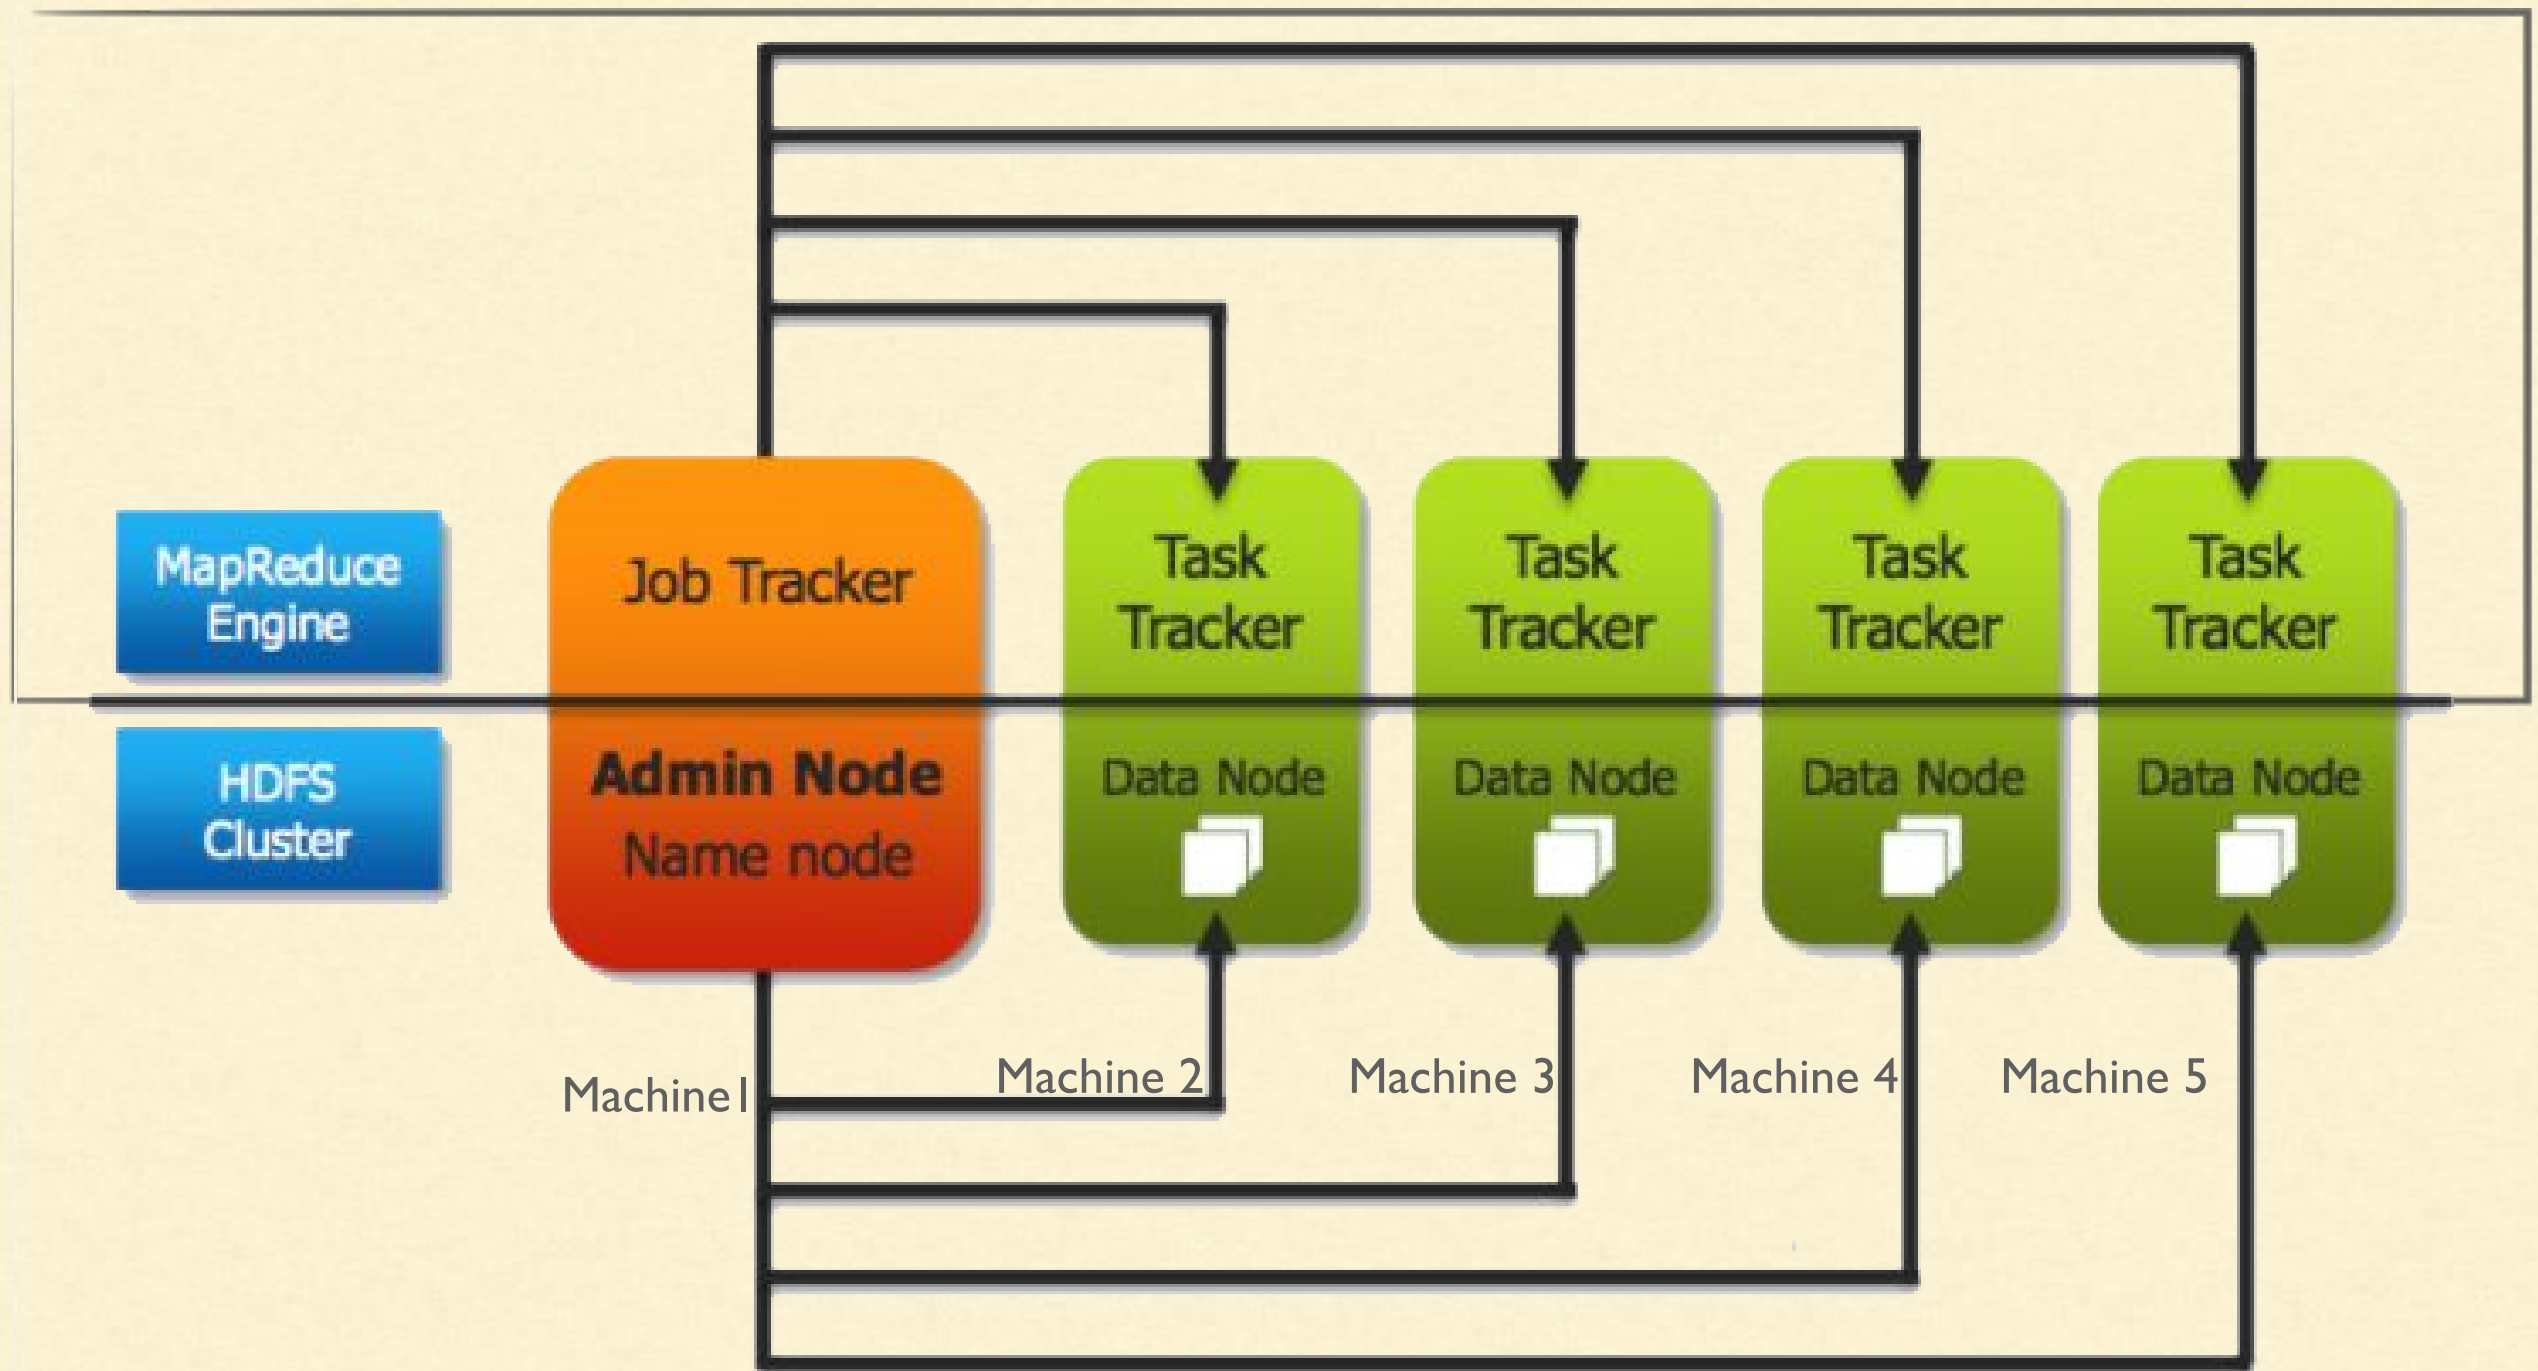 MapReduce
Engine
Job Tracker
Task
Tracker
Task
Tracker
Task
Tracker
Task
Tracker
HDFS
Cluster
Admin Node
Name node
Data Node
Data Node
Data Node
Data Node
Machine1
Machine 2
Machine 3
Machine 4
Machine 5